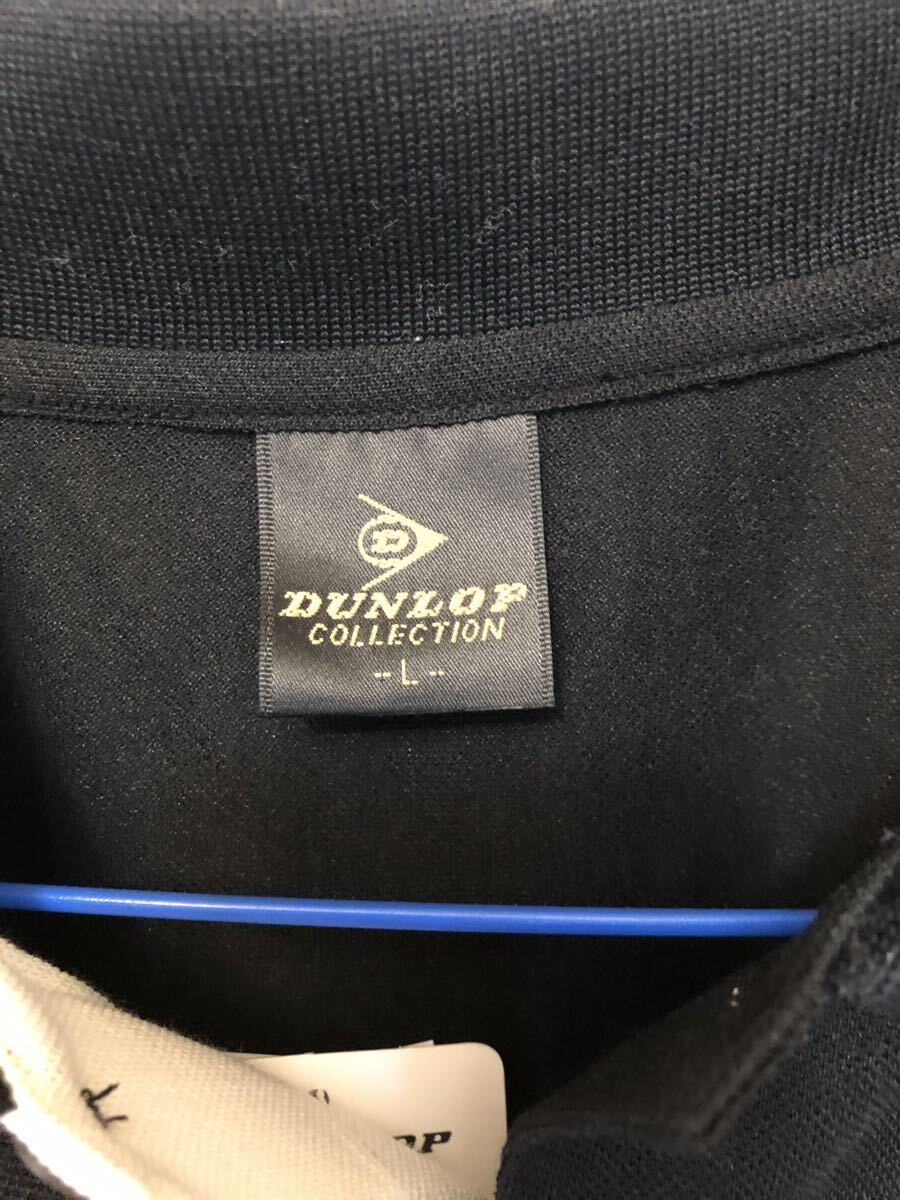 D
DUNLOP
COLLECTION
-- L --